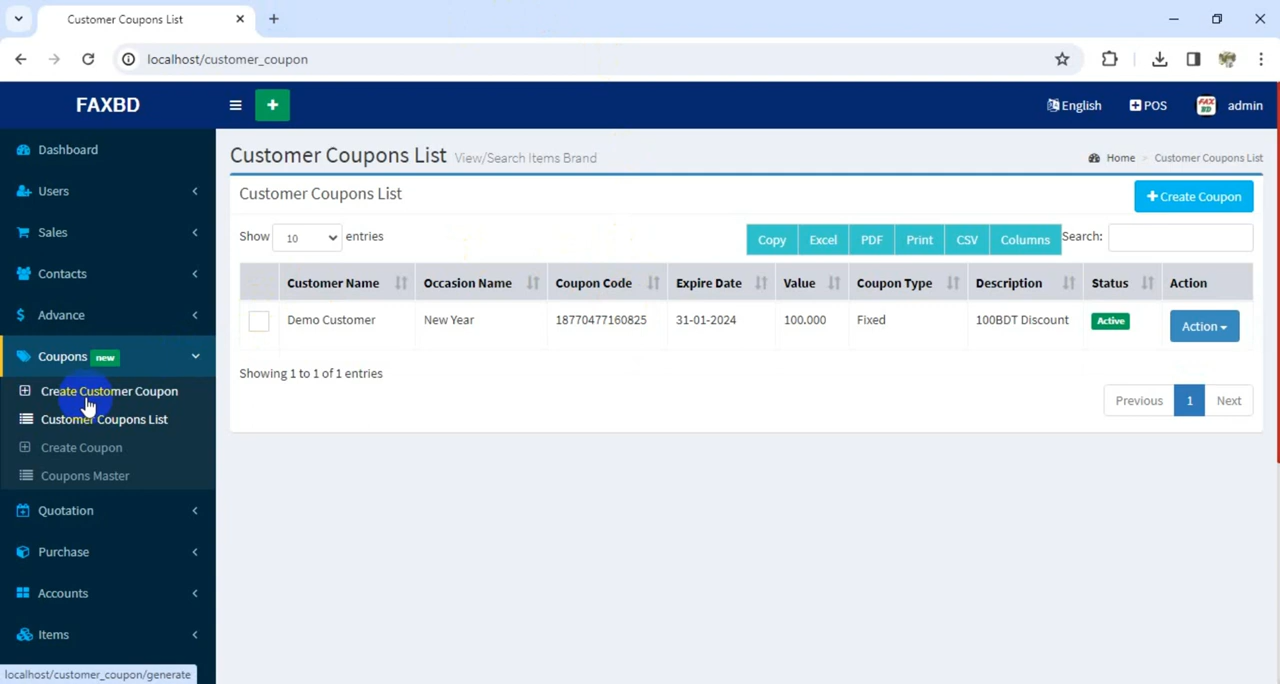 Customer Coupons List
localhost/customer_coupon
FAXBD
English
POS
FAX BD
admin
Dashboard
Users
Sales
Contacts
Advance
Coupons new
Create Customer Coupon
Customer Coupons List
Create Coupon
Coupons Master
Quotation
Purchase
Accounts
Items
localhost/customer_coupon/generate
Customer Coupons List View/Search Items Brand
Home > Customer Coupons List
Customer Coupons List
+ Create Coupon
Show 10 entries
Copy Excel PDF Print CSV Columns
Search:
Customer Name Occasion Name Coupon Code Expire Date Value Coupon Type Description Status Action
Demo Customer New Year 18770477160825 31-01-2024 100.000 Fixed 100BDT Discount Active Action
Showing 1 to 1 of 1 entries
Previous 1 Next